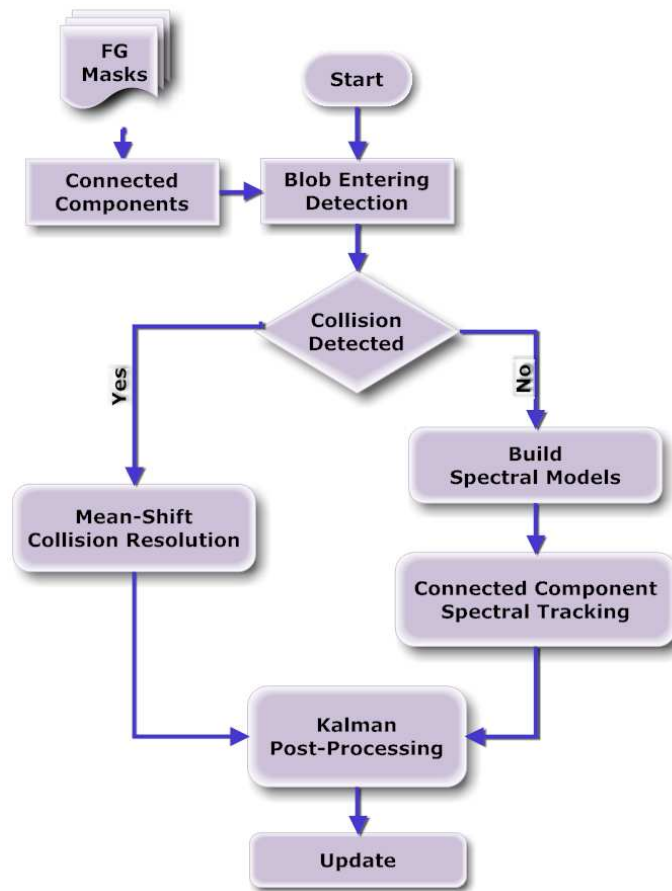 FG
Masks
Start
Connected
Components
Blob Entering
Detection
Collision
Detected
Yes
No
Build
Spectral Models
Mean-Shift
Collision Resolution
Connected Component
Spectral Tracking
Kalman
Post-Processing
Update